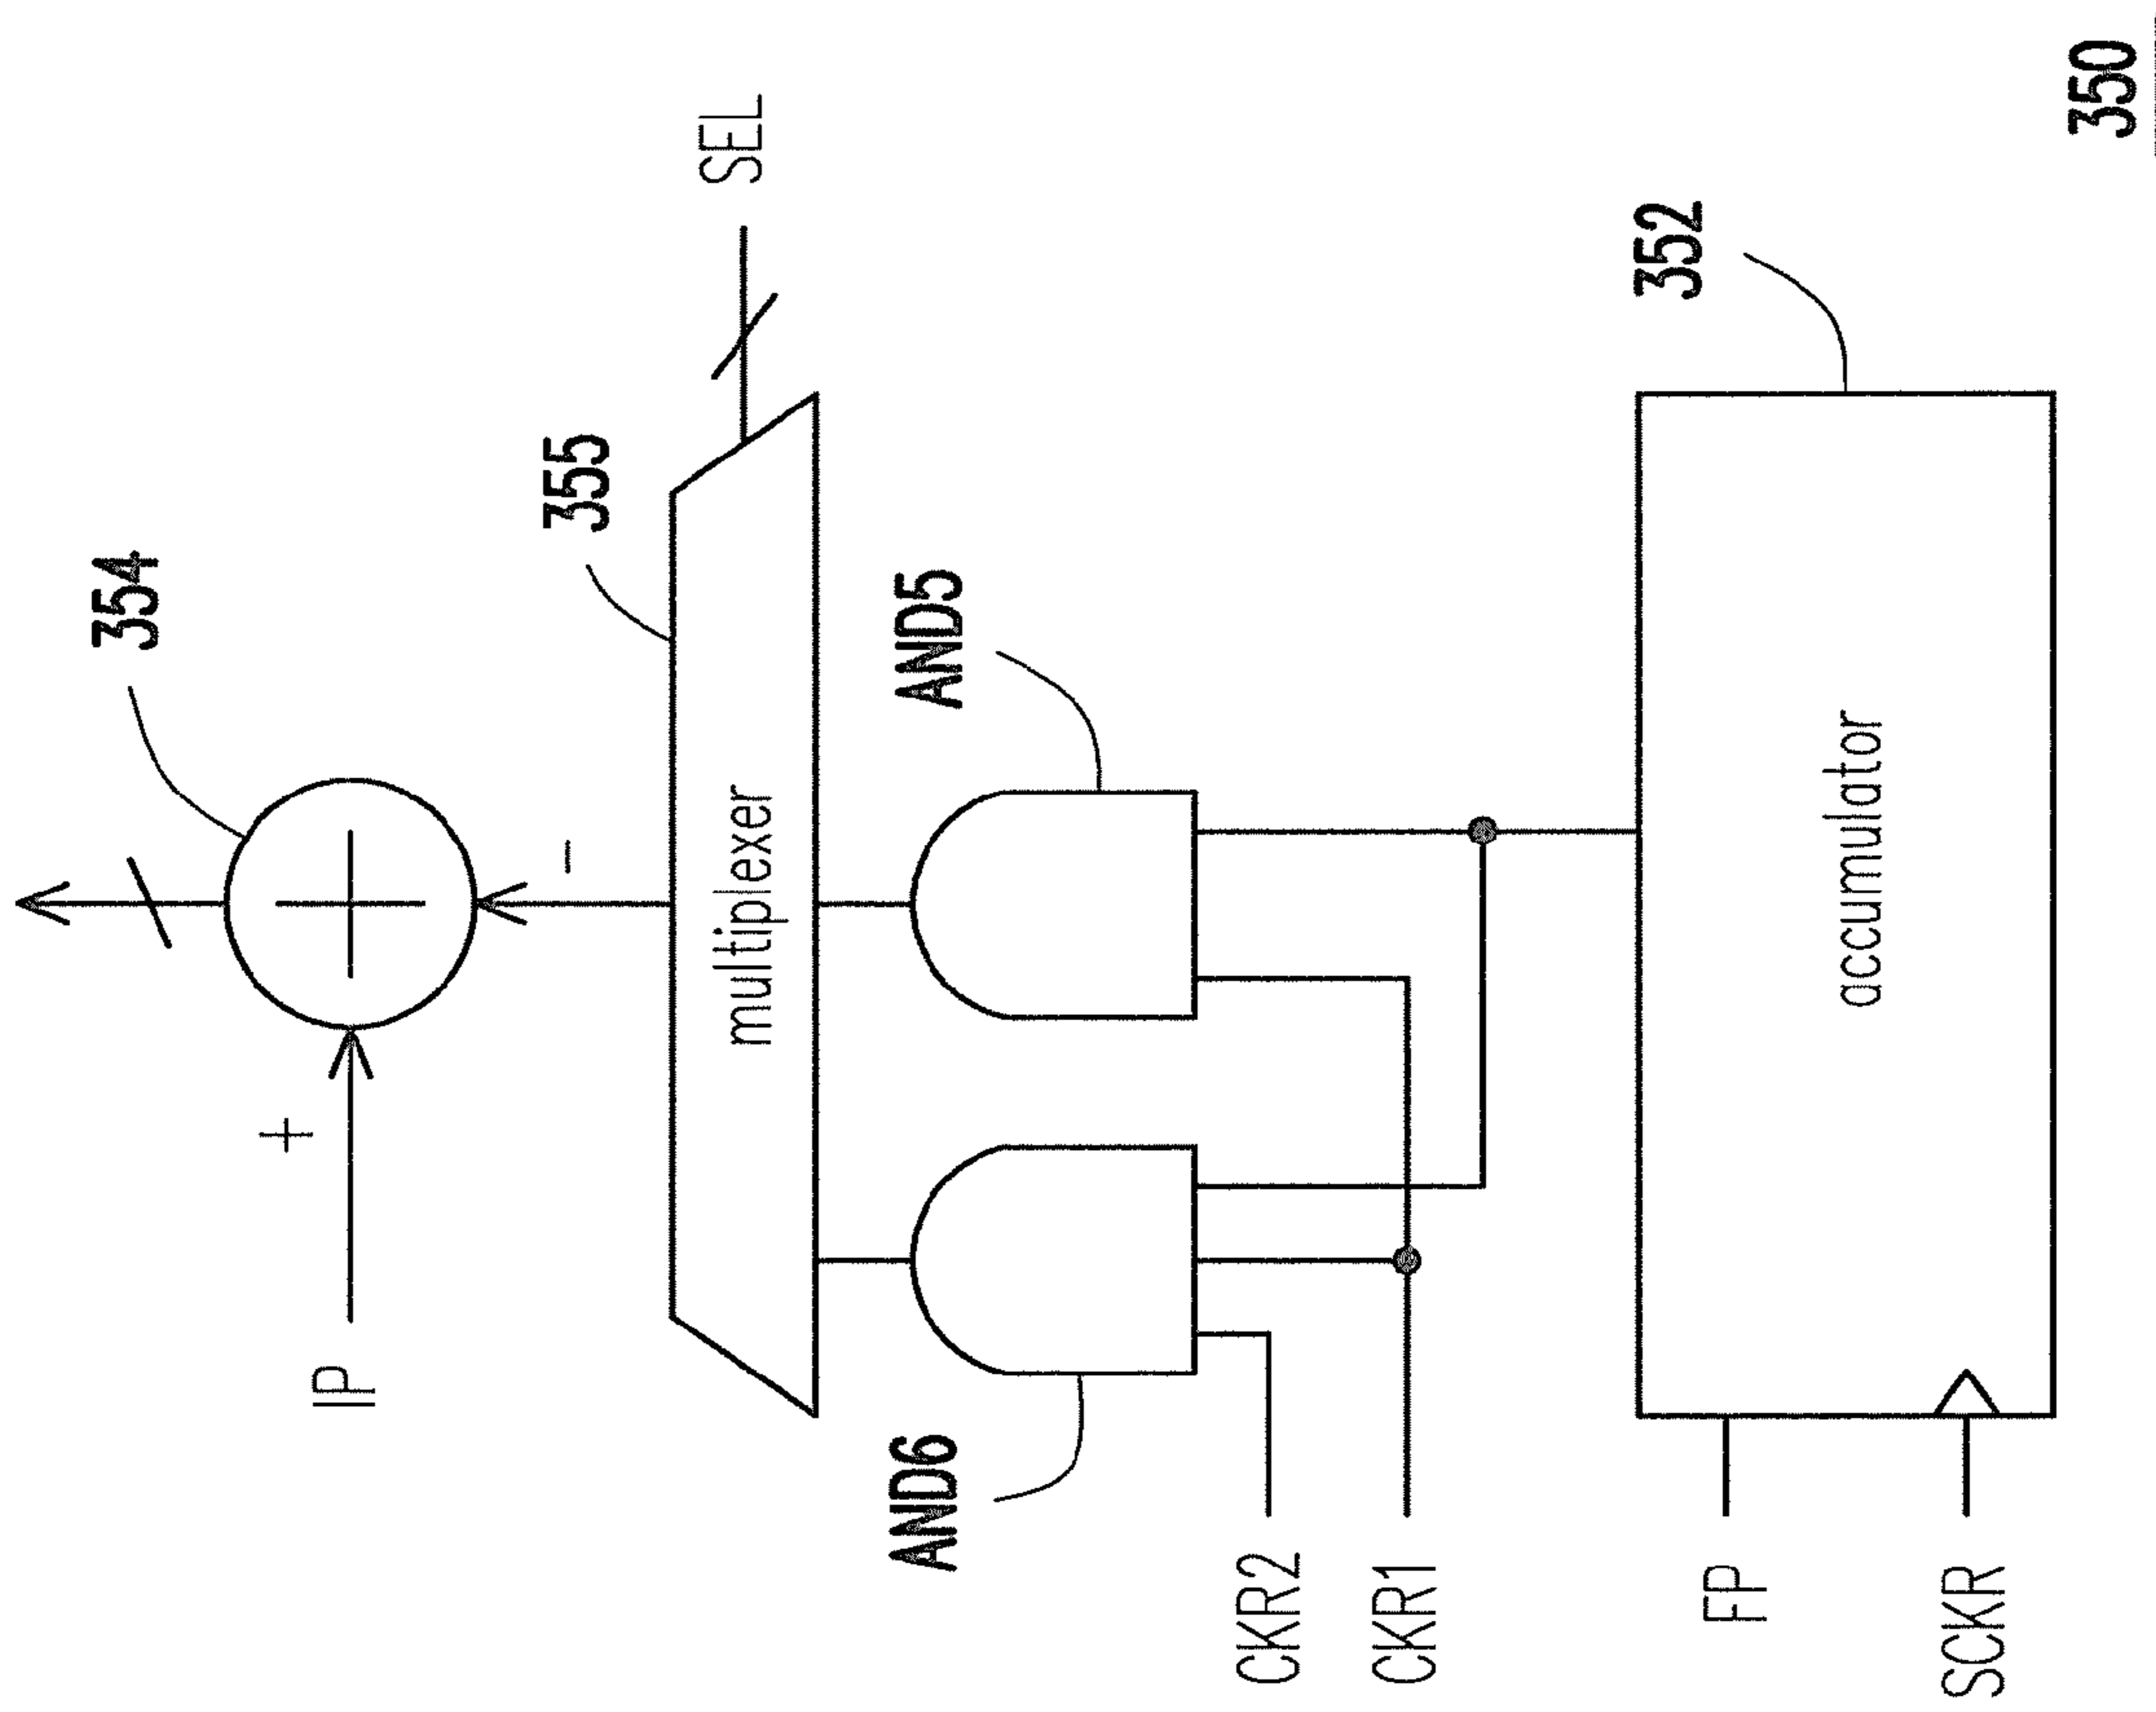 350
352
SEL
355
354
AND5
multiplexer
accumulator
+
-
IP
AND6
CKR2
CKR1
FP
SCKR